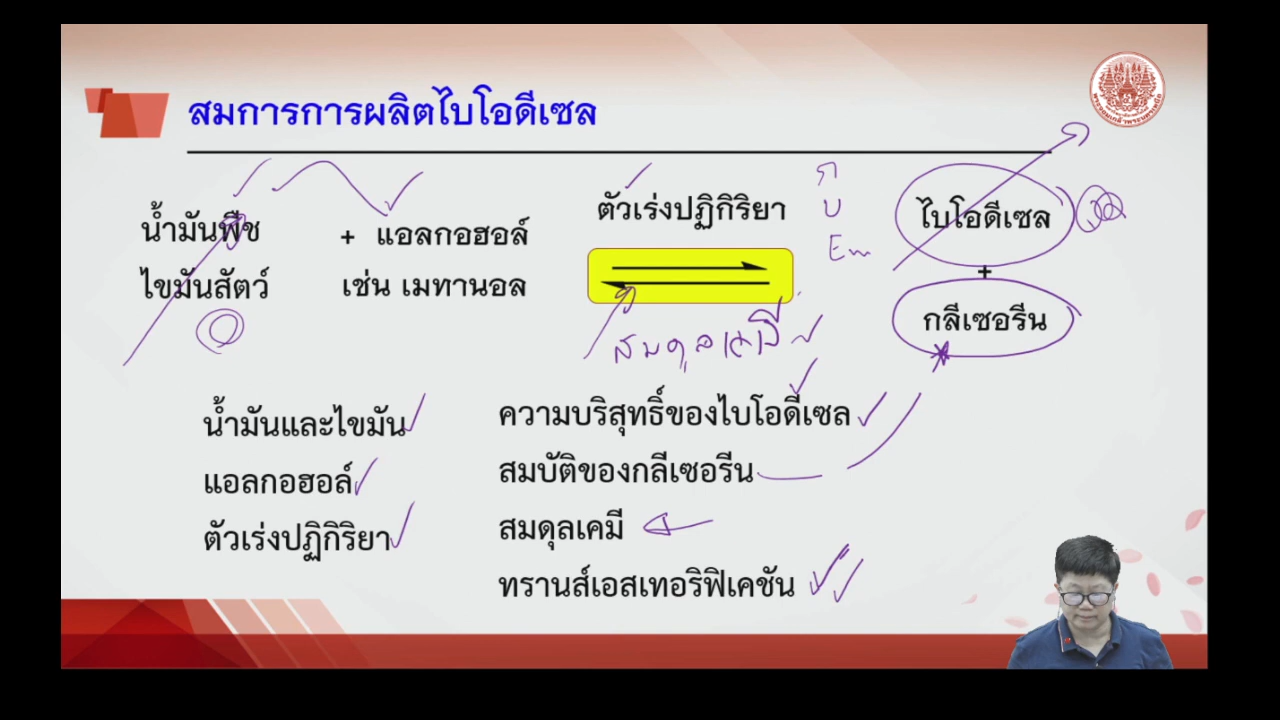 สมการการผลิตไบโอดีเซล
น้ำมันพืช
ไขมันสัตว์
+ แอลกอฮอล์
เช่น เมทานอล
ตัวเร่งปฏิกิริยา
ก
บ
สมดุลเคมี
ไบโอดีเซล
+
กลีเซอรีน
น้ำมันและไขมัน
แอลกอฮอล์
ตัวเร่งปฏิกิริยา
ความบริสุทธิ์ของไบโอดีเซล
สมบัติของกลีเซอรีน
สมดุลเคมี
ทรานส์เอสเทอริฟิเคชัน